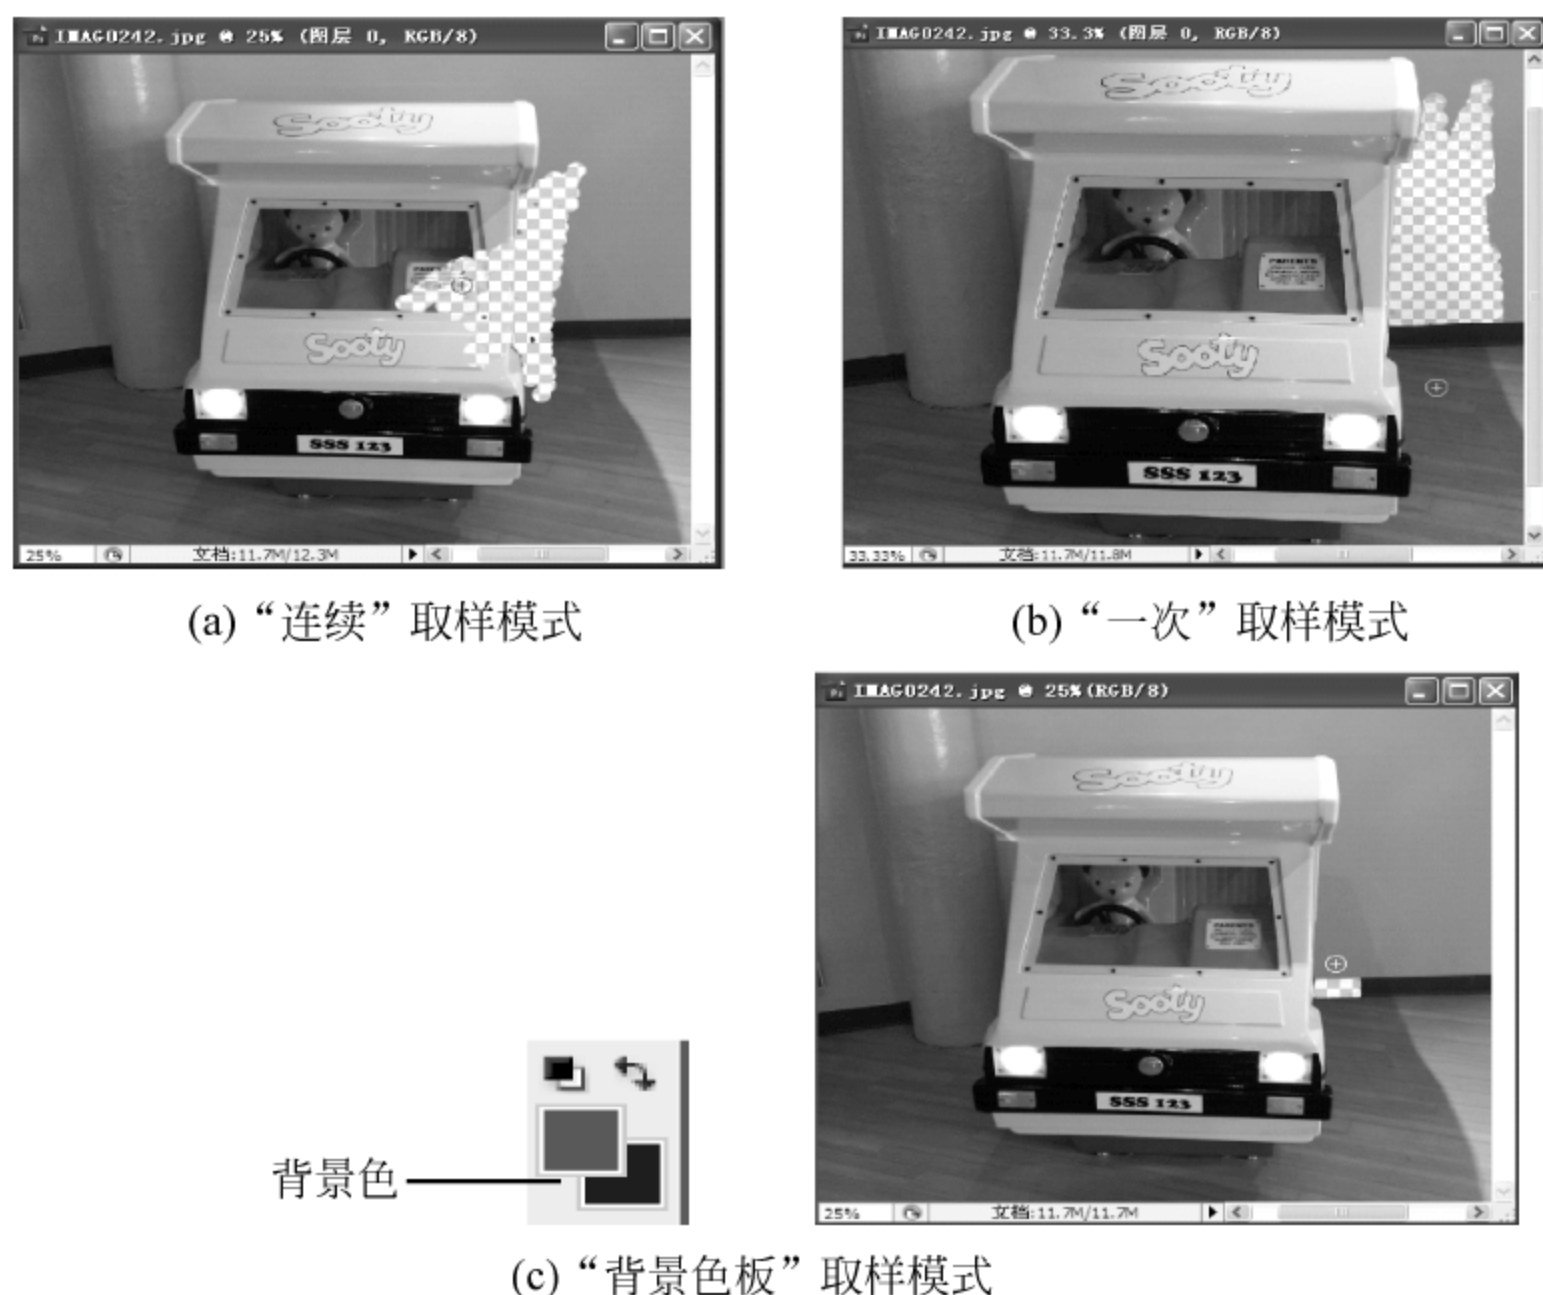 IMAG0242.jpg @ 25% (图层 0, RGB/8)
Sooty
PARENTS
Sooty
SSS 123
25%
文档:11.7M/12.3M
(a)“连续”取样模式
IMAG0242.jpg @ 33.3% (图层 0, RGB/8)
Sooty
PARENTS
Sooty
SSS 123
33.33%
文档:11.7M/11.8M
(b)“一次”取样模式
背景色
IMAG0242.jpg @ 25%(RGB/8)
Sooty
PARENTS
Sooty
SSS 123
25%
文档:11.7M/11.7M
(c)“背景色板”取样模式